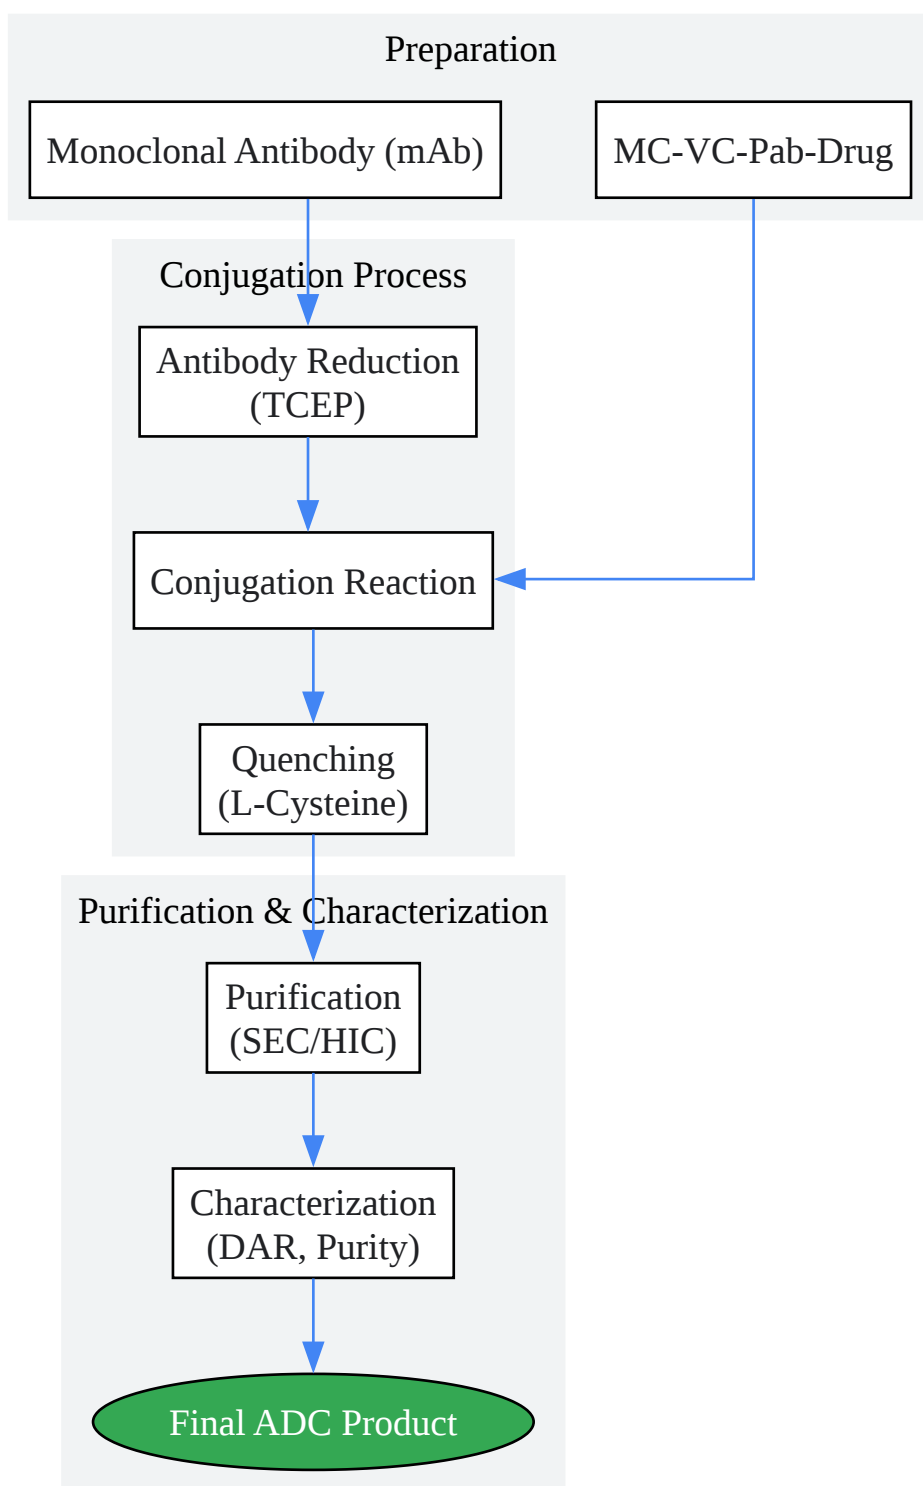 Preparation
Monoclonal Antibody (mAb)
MC-VC-Pab-Drug
Conjugation Process
Antibody Reduction
(TCEP)
Conjugation Reaction
Quenching
(L-Cysteine)
Purification & Characterization
Purification
(SEC/HIC)
Characterization
(DAR, Purity)
Final ADC Product